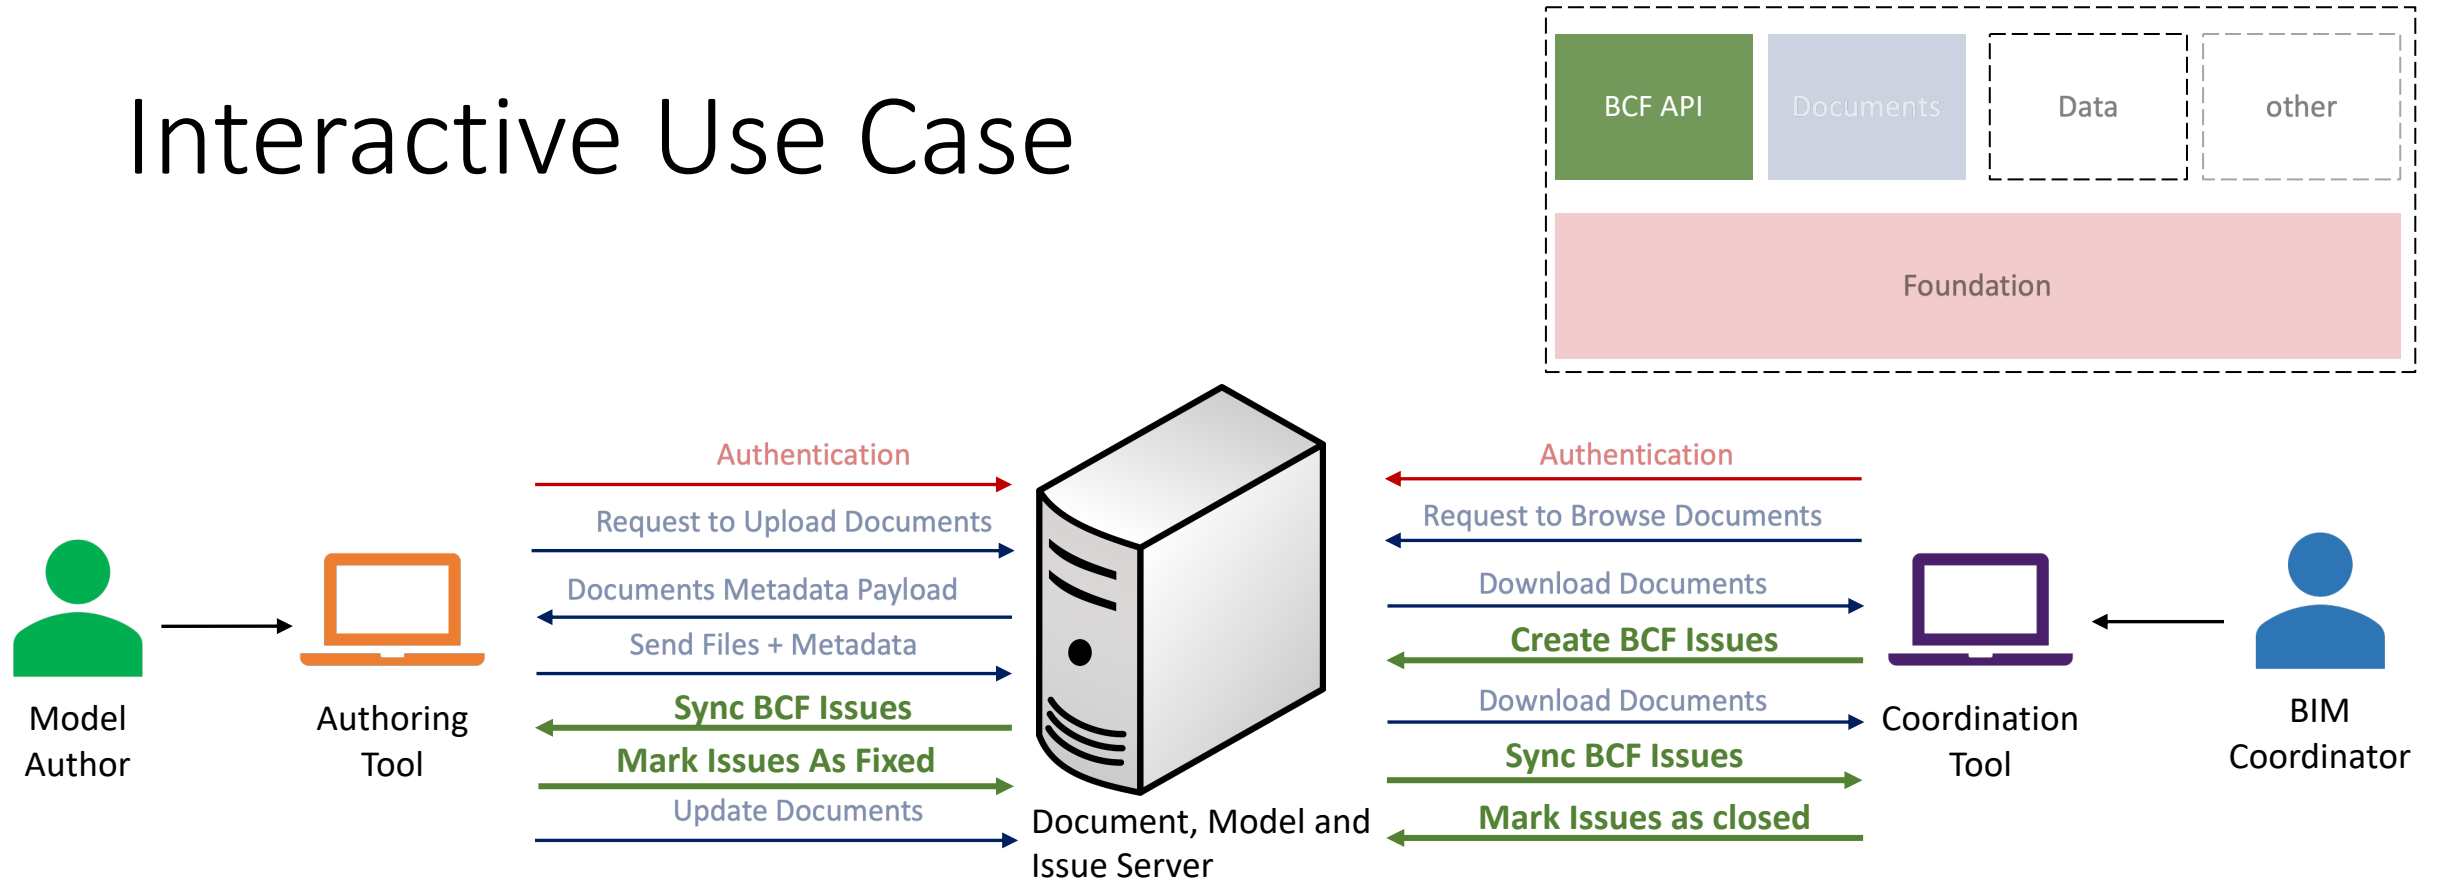 Interactive Use Case
BCF API
Documents
Data
other
Foundation
Authentication
Request to Upload Documents
Documents Metadata Payload
Send Files + Metadata
Sync BCF Issues
Mark Issues As Fixed
Update Documents
Authentication
Request to Browse Documents
Download Documents
Create BCF Issues
Download Documents
Sync BCF Issues
Mark Issues as closed
Model
Author
Authoring
Tool
Document, Model and
Issue Server
Coordination
Tool
BIM
Coordinator